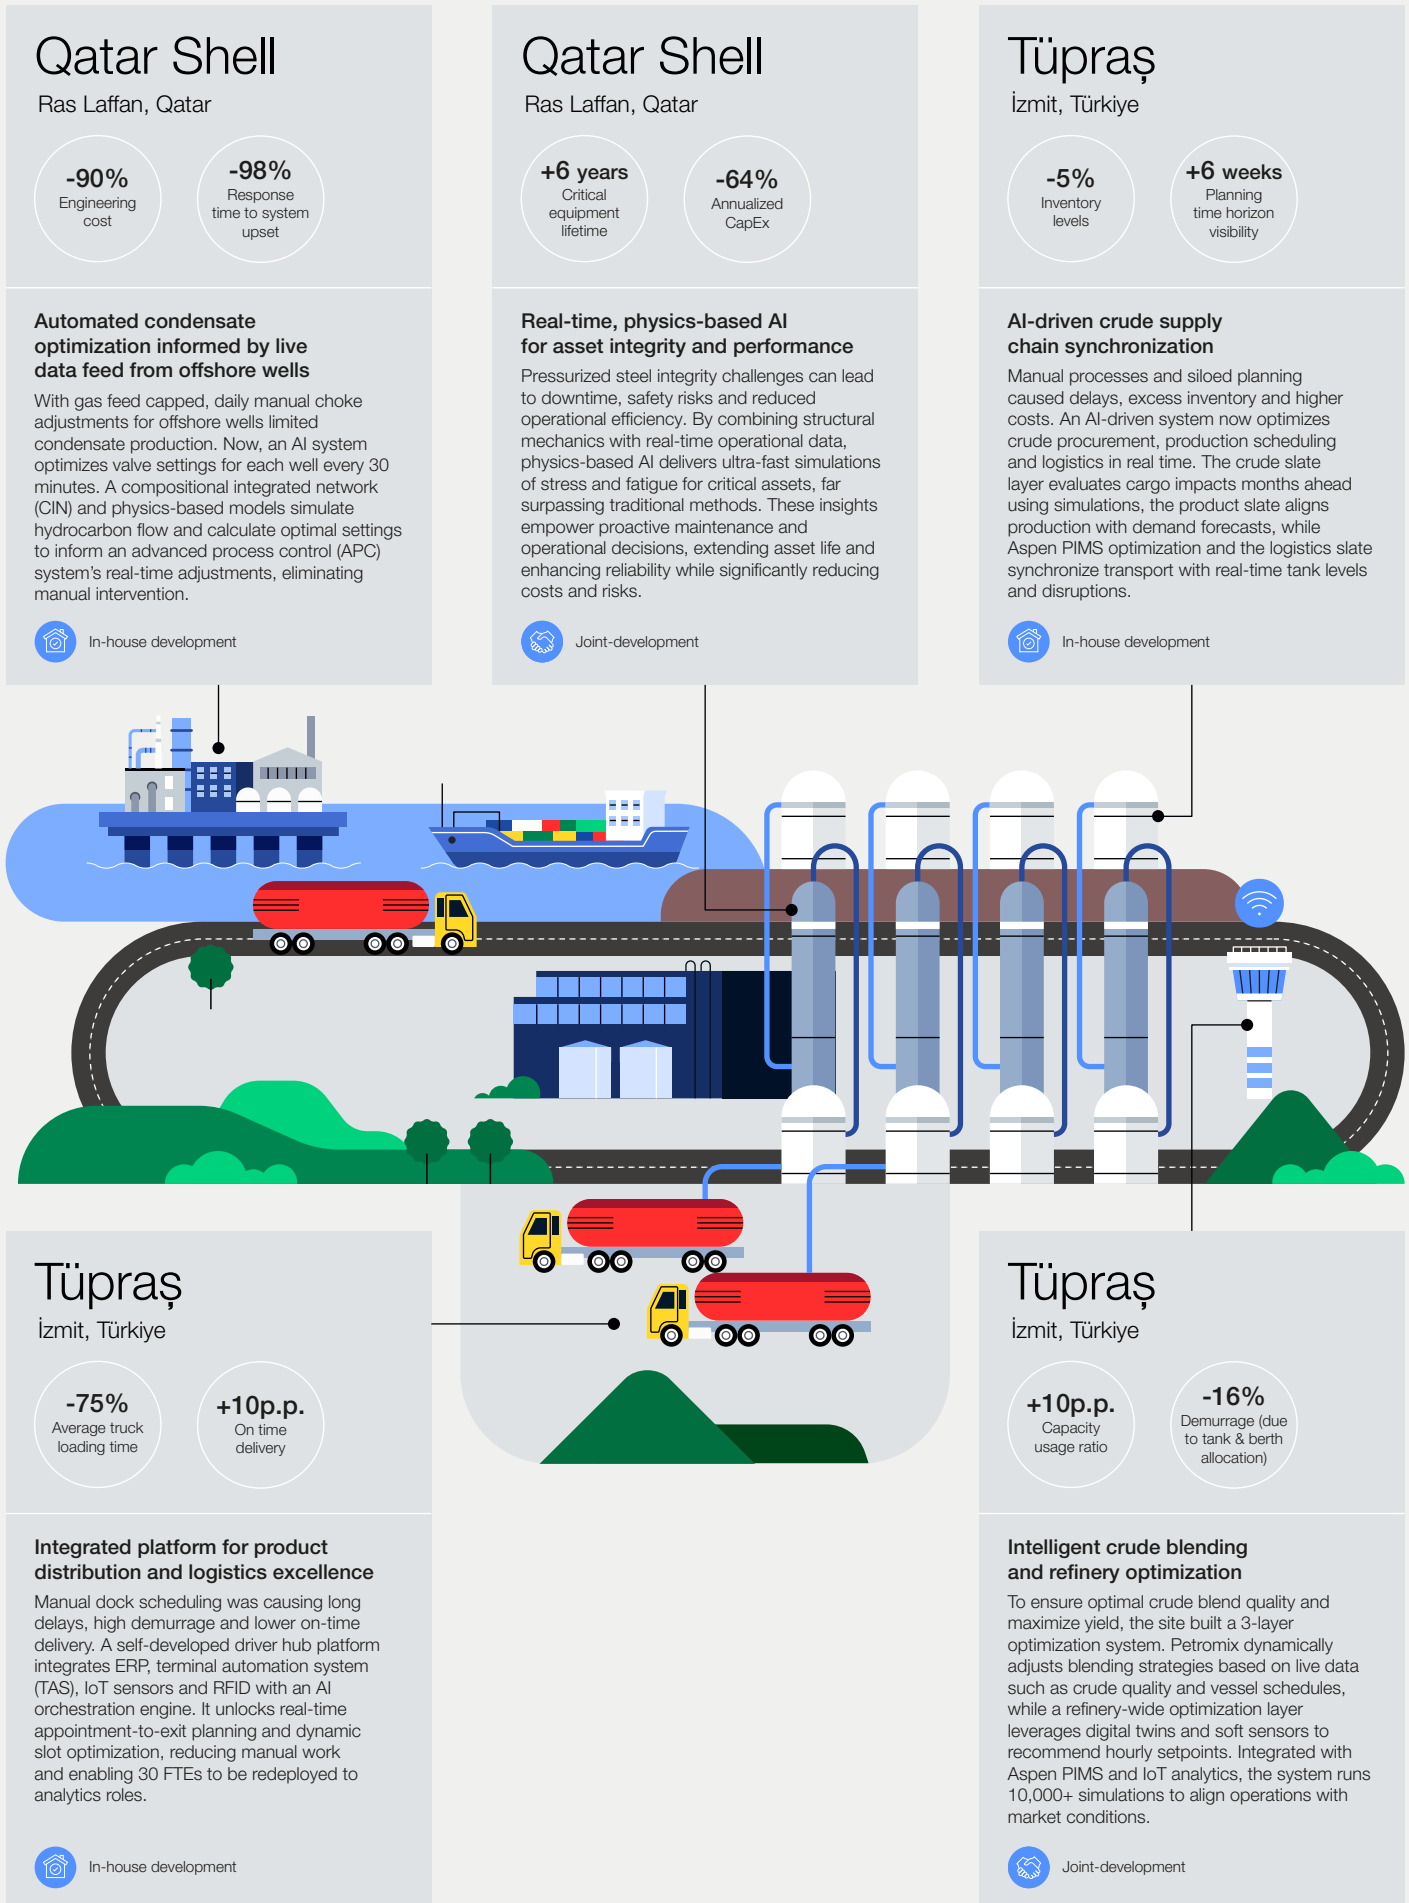 Qatar Shell
Ras Laffan, Qatar
-90%
Engineering
cost
-98%
Response
time to system
upset
Automated condensate
optimization informed by live
data feed from offshore wells
With gas feed capped, daily manual choke
adjustments for offshore wells limited
condensate production. Now, an AI system
optimizes valve settings for each well every 30
minutes. A compositional integrated network
(CIN) and physics-based models simulate
hydrocarbon flow and calculate optimal settings
to inform an advanced process control (APC)
system's real-time adjustments, eliminating
manual intervention.
In-house development
Qatar Shell
Ras Laffan, Qatar
+6 years
Critical
equipment
lifetime
-64%
Annualized
CapEx
Real-time, physics-based AI
for asset integrity and performance
Pressurized steel integrity challenges can lead
to downtime, safety risks and reduced
operational efficiency. By combining structural
mechanics with real-time operational data,
physics-based AI delivers ultra-fast simulations
of stress and fatigue for critical assets, far
surpassing traditional methods. These insights
empower proactive maintenance and
operational decisions, extending asset life and
enhancing reliability while significantly reducing
costs and risks.
Joint-development
Tüpraş
İzmit, Türkiye
-5%
Inventory
levels
+6 weeks
Planning
time horizon
visibility
AI-driven crude supply
chain synchronization
Manual processes and siloed planning
caused delays, excess inventory and higher
costs. An AI-driven system now optimizes
crude procurement, production scheduling
and logistics in real time. The crude slate
layer evaluates cargo impacts months ahead
using simulations, the product slate aligns
production with demand forecasts, while
Aspen PIMS optimization and the logistics slate
synchronize transport with real-time tank levels
and disruptions.
In-house development
Tüpraş
İzmit, Türkiye
-75%
Average truck
loading time
+10p.p.
On time
delivery
Integrated platform for product
distribution and logistics excellence
Manual dock scheduling was causing long
delays, high demurrage and lower on-time
delivery. A self-developed driver hub platform
integrates ERP, terminal automation system
(TAS), IoT sensors and RFID with an AI
orchestration engine. It unlocks real-time
appointment-to-exit planning and dynamic
slot optimization, reducing manual work
and enabling 30 FTEs to be redeployed to
analytics roles.
In-house development
Tüpraş
İzmit, Türkiye
+10p.p.
Capacity
usage ratio
-16%
Demurrage (due
to tank & berth
allocation)
Intelligent crude blending
and refinery optimization
To ensure optimal crude blend quality and
maximize yield, the site built a 3-layer
optimization system. Petromix dynamically
adjusts blending strategies based on live data
such as crude quality and vessel schedules,
while a refinery-wide optimization layer
leverages digital twins and soft sensors to
recommend hourly setpoints. Integrated with
Aspen PIMS and IoT analytics, the system runs
10,000+ simulations to align operations with
market conditions.
Joint-development